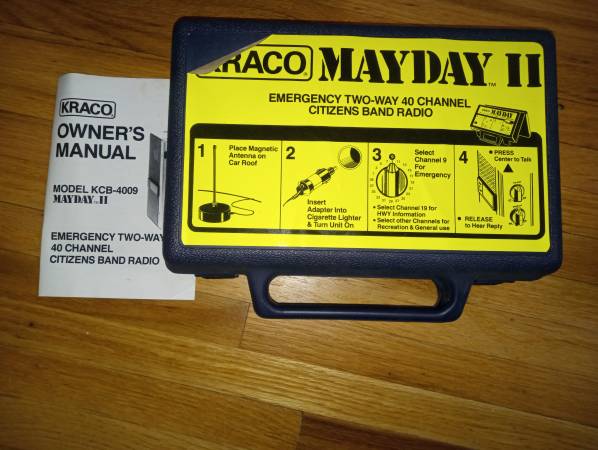 KRACO
OWNER'S
MANUAL
MODEL KCB-4009
MAYDAY™ II
EMERGENCY TWO-WAY
40 CHANNEL
CITIZENS BAND RADIO
KRACO® MAYDAY™ II
EMERGENCY TWO-WAY 40 CHANNEL
CITIZENS BAND RADIO
MAYDAY II
1
Place Magnetic
Antenna on
Car Roof
2
Insert
Adapter Into
Cigarette Lighter
& Turn Unit On
3
Select
Channel 9
For
Emergency
• Select Channel 19 for
HWY Information
• Select other Channels for
Recreation & General use
4
• PRESS
Center to Talk
• RELEASE
to Hear Reply